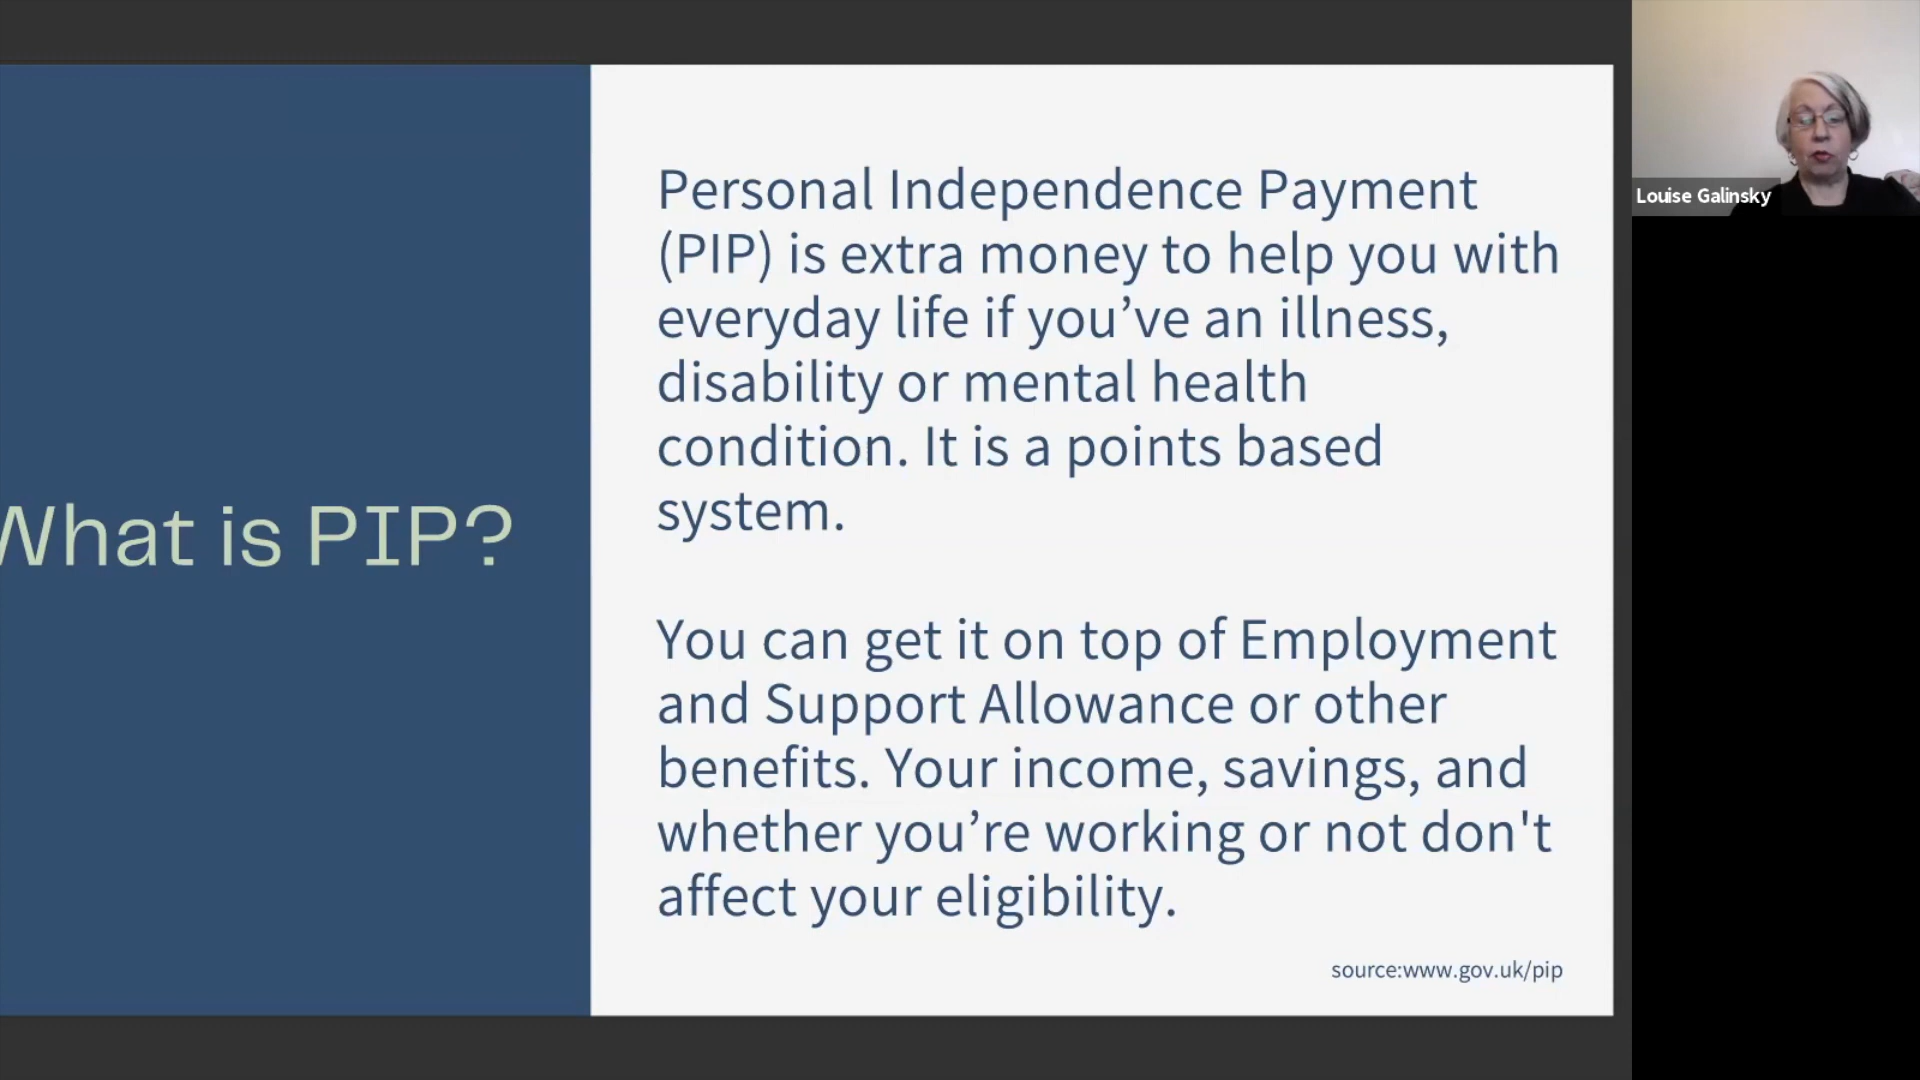 What is PIP?
Personal Independence Payment
(PIP) is extra money to help you with
everyday life if you’ve an illness,
disability or mental health
condition. It is a points based
system.
You can get it on top of Employment
and Support Allowance or other
benefits. Your income, savings, and
whether you’re working or not don't
affect your eligibility.
source:www.gov.uk/pip
Louise Galinsky